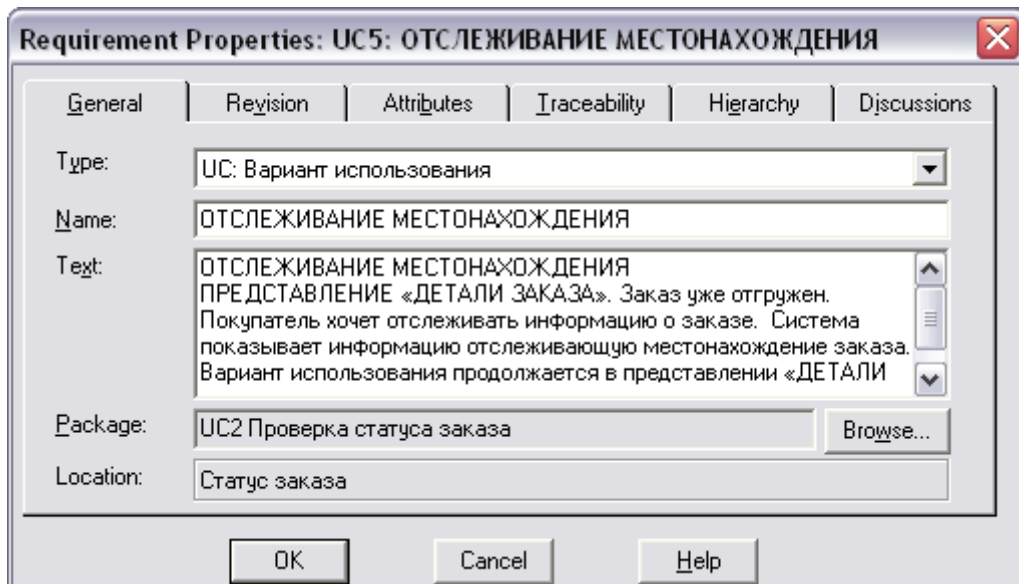 Requirement Properties: UC5: ОТСЛЕЖИВАНИЕ МЕСТОНАХОЖДЕНИЯ
General Revision Attributes Traceability Hierarchy Discussions
Type: UC: Вариант использования
Name: ОТСЛЕЖИВАНИЕ МЕСТОНАХОЖДЕНИЯ
Text: ОТСЛЕЖИВАНИЕ МЕСТОНАХОЖДЕНИЯ
ПРЕДСТАВЛЕНИЕ «ДЕТАЛИ ЗАКАЗА». Заказ уже отгружен.
Покупатель хочет отслеживать информацию о заказе. Система
показывает информацию отслеживающую местонахождение заказа.
Вариант использования продолжается в представлении «ДЕТАЛИ
Package: UC2 Проверка статуса заказа Browse...
Location: Статус заказа
OK Cancel Help